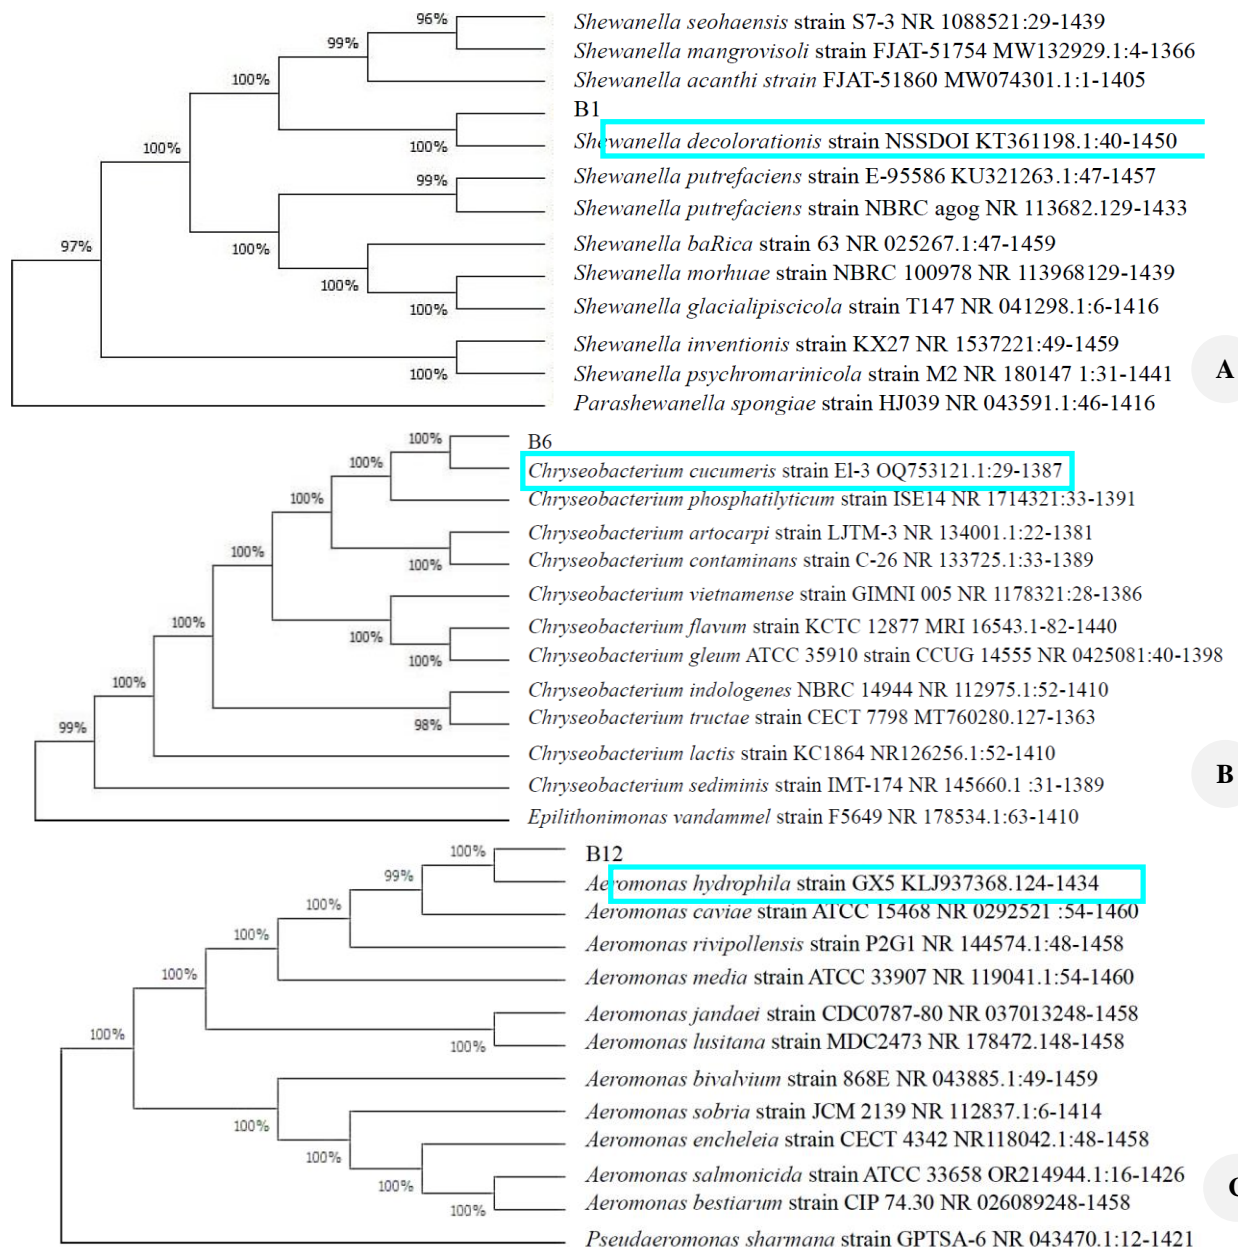 96% Shewanella seohaensis strain S7-3 NR 1088521:29-1439
99% Shewanella mangrovisoli strain FJAT-51754 MW132929.1:4-1366
100% Shewanella acanthi strain FJAT-51860 MW074301.1:1-1405
B1
100% 100% Shewanella decolorationis strain NSSDOI KT361198.1:40-1450
99% Shewanella putrefaciens strain E-95586 KU321263.1:47-1457
Shewanella putrefaciens strain NBRC agog NR 113682.129-1433
97% 100% Shewanella baRica strain 63 NR 025267.1:47-1459
100% Shewanella morhuae strain NBRC 100978 NR 113968129-1439
100% Shewanella glacialipiscicola strain T147 NR 041298.1:6-1416
Shewanella inventionis strain KX27 NR 1537221:49-1459
100% Shewanella psychromarinicola strain M2 NR 180147 1:31-1441
A
Parashewanella spongiae strain HJ039 NR 043591.1:46-1416
100% B6
100% Chryseobacterium cucumeris strain El-3 OQ753121.1:29-1387
100% Chryseobacterium phosphatilyticum strain ISE14 NR 1714321:33-1391
Chryseobacterium artocarpi strain LJTM-3 NR 134001.1:22-1381
100% 100% Chryseobacterium contaminans strain C-26 NR 133725.1:33-1389
Chryseobacterium vietnamense strain GIMNI 005 NR 1178321:28-1386
100% 100% Chryseobacterium flavum strain KCTC 12877 MRI 16543.1-82-1440
100% Chryseobacterium gleum ATCC 35910 strain CCUG 14555 NR 0425081:40-1398
100% Chryseobacterium indologenes NBRC 14944 NR 112975.1:52-1410
99% 98% Chryseobacterium tructae strain CECT 7798 MT760280.127-1363
Chryseobacterium lactis strain KC1864 NR126256.1:52-1410
B
Chryseobacterium sediminis strain IMT-174 NR 145660.1 :31-1389
Epilithonimonas vandammel strain F5649 NR 178534.1:63-1410
100% B12
99% Aeromonas hydrophila strain GX5 KLJ937368.124-1434
100% Aeromonas caviae strain ATCC 15468 NR 0292521 :54-1460
Aeromonas rivipollensis strain P2G1 NR 144574.1:48-1458
100% Aeromonas media strain ATCC 33907 NR 119041.1:54-1460
Aeromonas jandaei strain CDC0787-80 NR 037013248-1458
100% 100% Aeromonas lusitana strain MDC2473 NR 178472.148-1458
Aeromonas bivalvium strain 868E NR 043885.1:49-1459
100% Aeromonas sobria strain JCM 2139 NR 112837.1:6-1414
100% Aeromonas encheleia strain CECT 4342 NR118042.1:48-1458
100% Aeromonas salmonicida strain ATCC 33658 OR214944.1:16-1426
100% Aeromonas bestiarum strain CIP 74.30 NR 026089248-1458
Pseudaeromonas sharmana strain GPTSA-6 NR 043470.1:12-1421